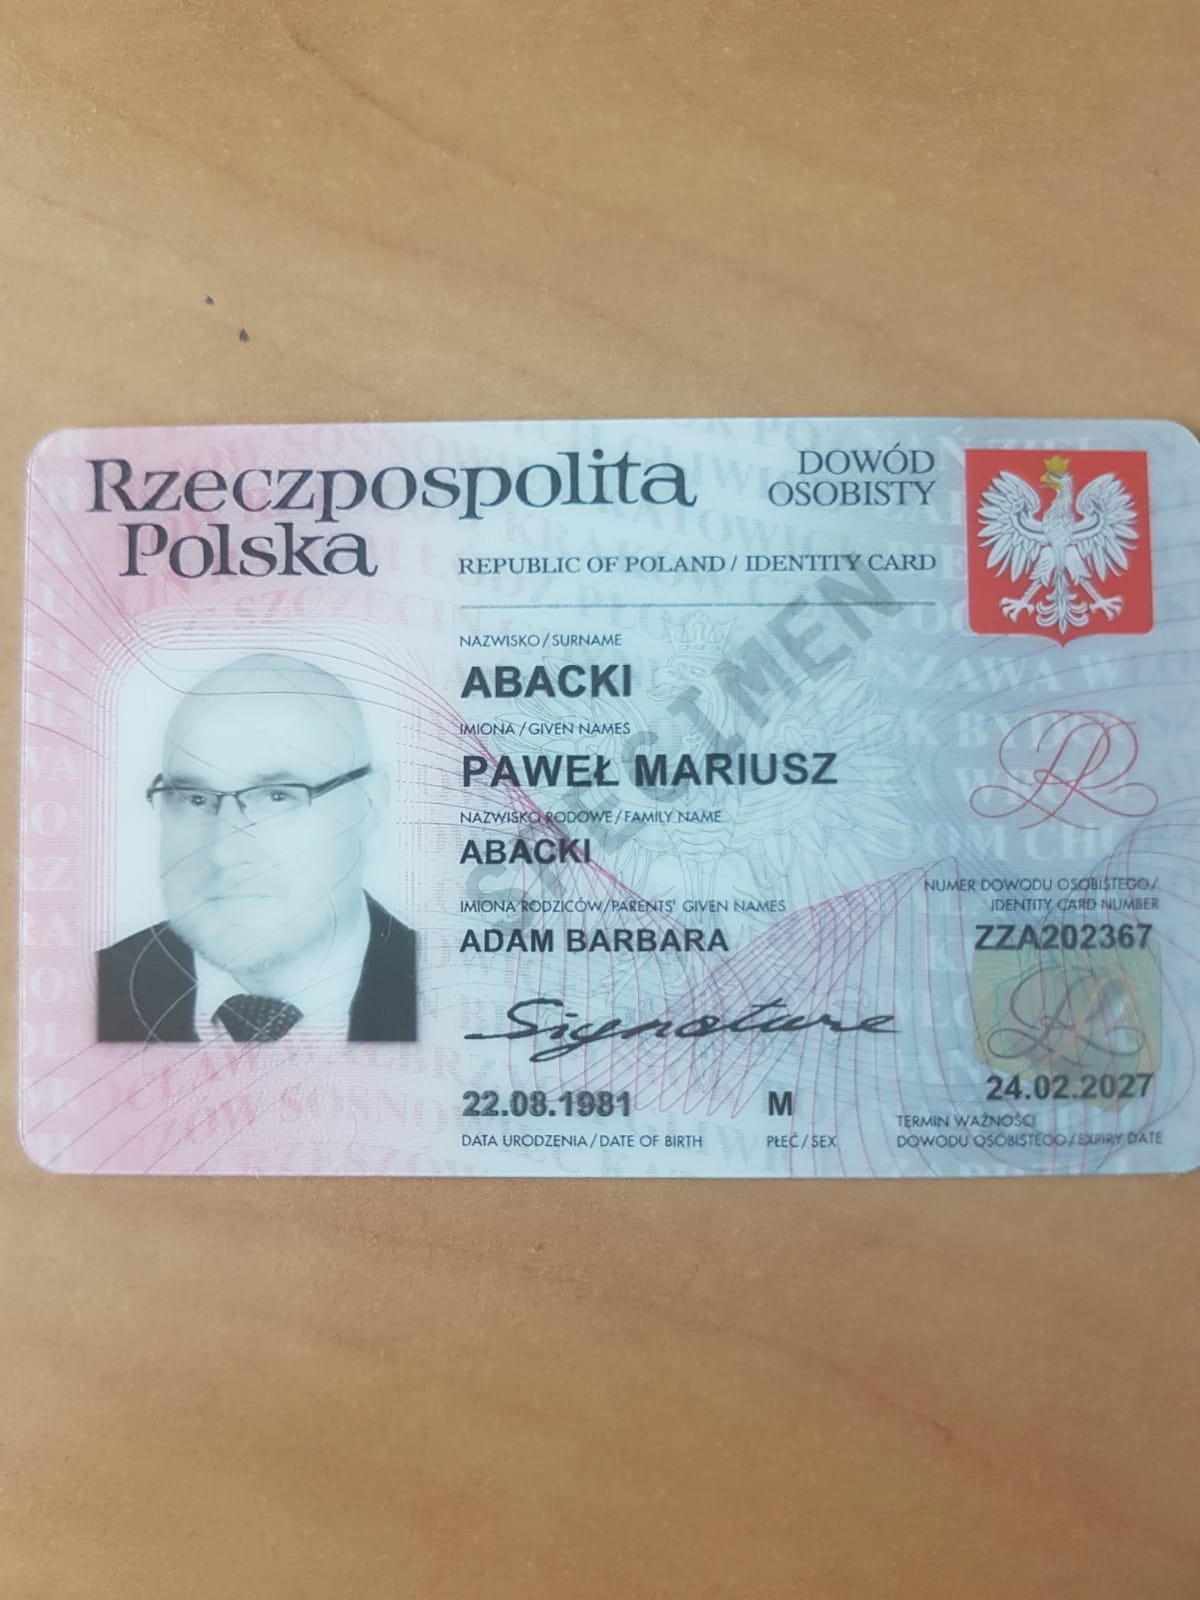 Rzeczpospolita
Polska
DOWÓD
OSOBISTY
REPUBLIC OF POLAND / IDENTITY CARD
NAZWISKO / SURNAME
ABACKI
IMIONA / GIVEN NAMES
PAWEŁ MARIUSZ
NAZWISKO RODOWE / FAMILY NAME
ABACKI
IMIONA RODZICÓW / PARENTS' GIVEN NAMES
ADAM BARBARA
SPECIMEN
NUMER DOWODU OSOBISTEGO /
IDENTITY CARD NUMBER
ZZA202367
Signature
22.08.1981
DATA URODZENIA / DATE OF BIRTH
M
PŁEĆ / SEX
24.02.2027
TERMIN WAŻNOŚCI
DOWODU OSOBISTEGO / EXPIRY DATE